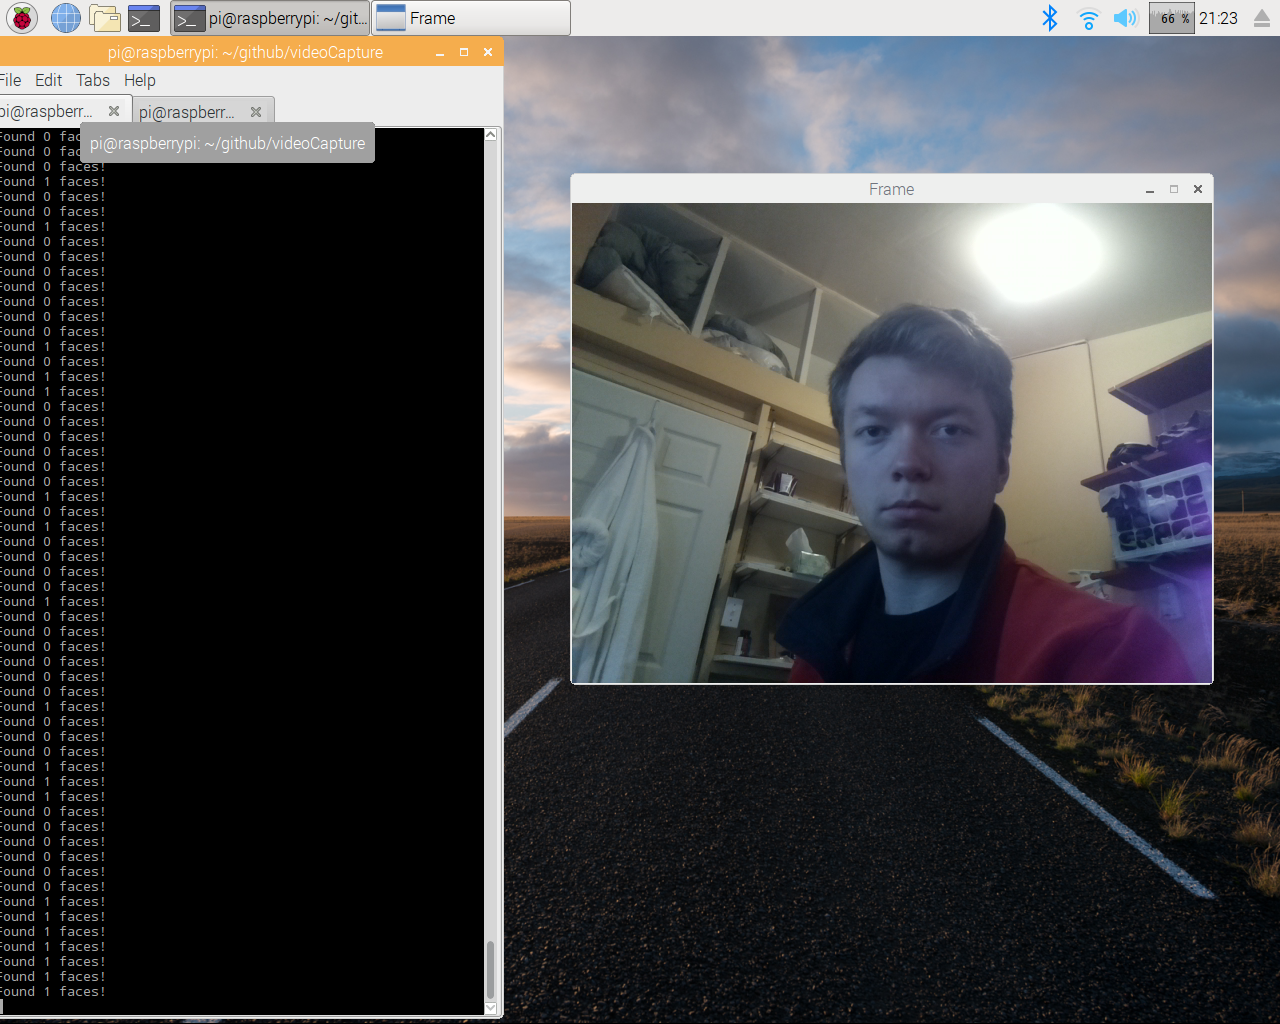 pi@raspberrypi: ~/git... Frame 66 % 21:23
pi@raspberrypi: ~/github/videoCapture
File Edit Tabs Help
pi@raspberr... pi@raspberr...
pi@raspberrypi: ~/github/videoCapture
Found 0 fac
Found 0 fac
Found 0 faces!
Found 1 faces!
Found 0 faces!
Found 0 faces!
Found 1 faces!
Found 0 faces!
Found 0 faces!
Found 0 faces!
Found 0 faces!
Found 0 faces!
Found 0 faces!
Found 0 faces!
Found 1 faces!
Found 0 faces!
Found 1 faces!
Found 1 faces!
Found 0 faces!
Found 0 faces!
Found 0 faces!
Found 0 faces!
Found 0 faces!
Found 0 faces!
Found 1 faces!
Found 0 faces!
Found 1 faces!
Found 0 faces!
Found 0 faces!
Found 0 faces!
Found 0 faces!
Found 1 faces!
Found 0 faces!
Found 0 faces!
Found 0 faces!
Found 0 faces!
Found 0 faces!
Found 0 faces!
Found 1 faces!
Found 0 faces!
Found 0 faces!
Found 0 faces!
Found 1 faces!
Found 1 faces!
Found 1 faces!
Found 0 faces!
Found 0 faces!
Found 0 faces!
Found 0 faces!
Found 0 faces!
Found 0 faces!
Found 1 faces!
Found 1 faces!
Found 1 faces!
Found 1 faces!
Found 1 faces!
Found 1 faces!
Found 1 faces!
Frame